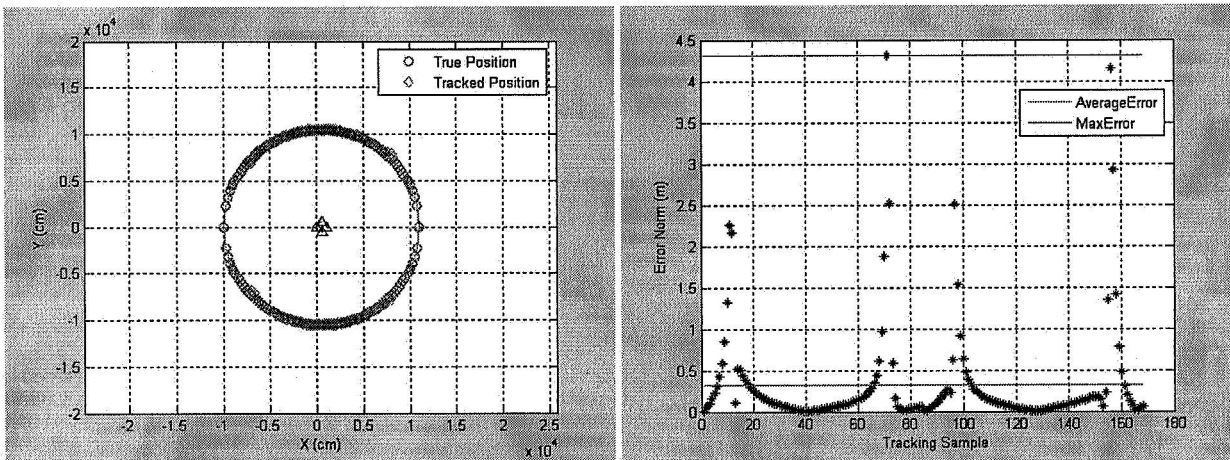 x 10^4
2
1.5
1
0.5
0
-0.5
-1
-1.5
-2
Y (cm)
True Position
Tracked Position
-2 -1.5 -1 -0.5 0 0.5 1 1.5 2 2.5
X (cm)
x 10^4
4.5
4
3.5
3
2.5
2
1.5
1
0.5
0
Error Norm (m)
AverageError
MaxError
0 20 40 60 80 100 120 140 160 180
Tracking Sample